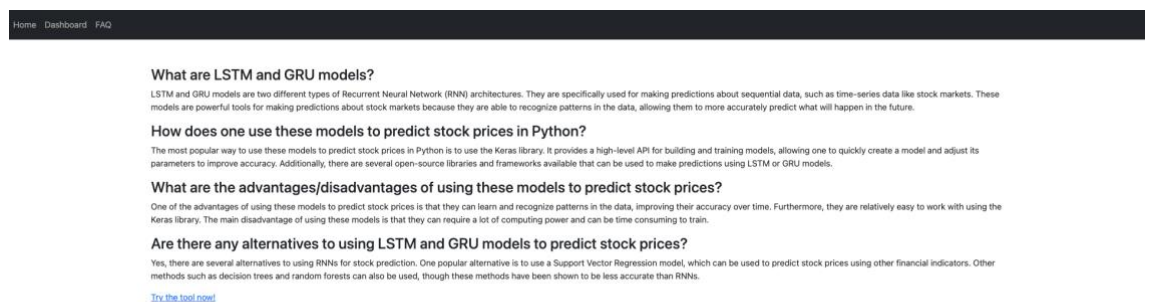 Home Dashboard FAQ
What are LSTM and GRU models?
LSTM and GRU models are two different types of Recurrent Neural Network (RNN) architectures. They are specifically used for making predictions about sequential data, such as time-series data like stock markets. These
models are powerful tools for making predictions about stock markets because they are able to recognize patterns in the data, allowing them to more accurately predict what will happen in the future.
How does one use these models to predict stock prices in Python?
The most popular way to use these models to predict stock prices in Python is to use the Keras library. It provides a high-level API for building and training models, allowing one to quickly create a model and adjust its
parameters to improve accuracy. Additionally, there are several open-source libraries and frameworks available that can be used to make predictions using LSTM or GRU models.
What are the advantages/disadvantages of using these models to predict stock prices?
One of the advantages of using these models to predict stock prices is that they can learn and recognize patterns in the data, improving their accuracy over time. Furthermore, they are relatively easy to work with using the
Keras library. The main disadvantage of using these models is that they can require a lot of computing power and can be time consuming to train.
Are there any alternatives to using LSTM and GRU models to predict stock prices?
Yes, there are several alternatives to using RNNs for stock prediction. One popular alternative is to use a Support Vector Regression model, which can be used to predict stock prices using other financial indicators. Other
methods such as decision trees and random forests can also be used, though these methods have been shown to be less accurate than RNNs.
Try the tool now!